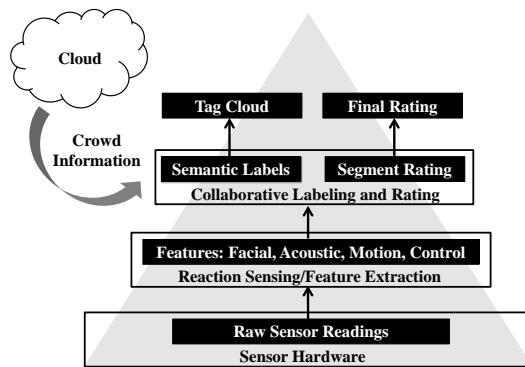 Cloud
Tag Cloud
Final Rating
Crowd
Information
Semantic Labels
Segment Rating
Collaborative Labeling and Rating
Features: Facial, Acoustic, Motion, Control
Reaction Sensing/Feature Extraction
Raw Sensor Readings
Sensor Hardware